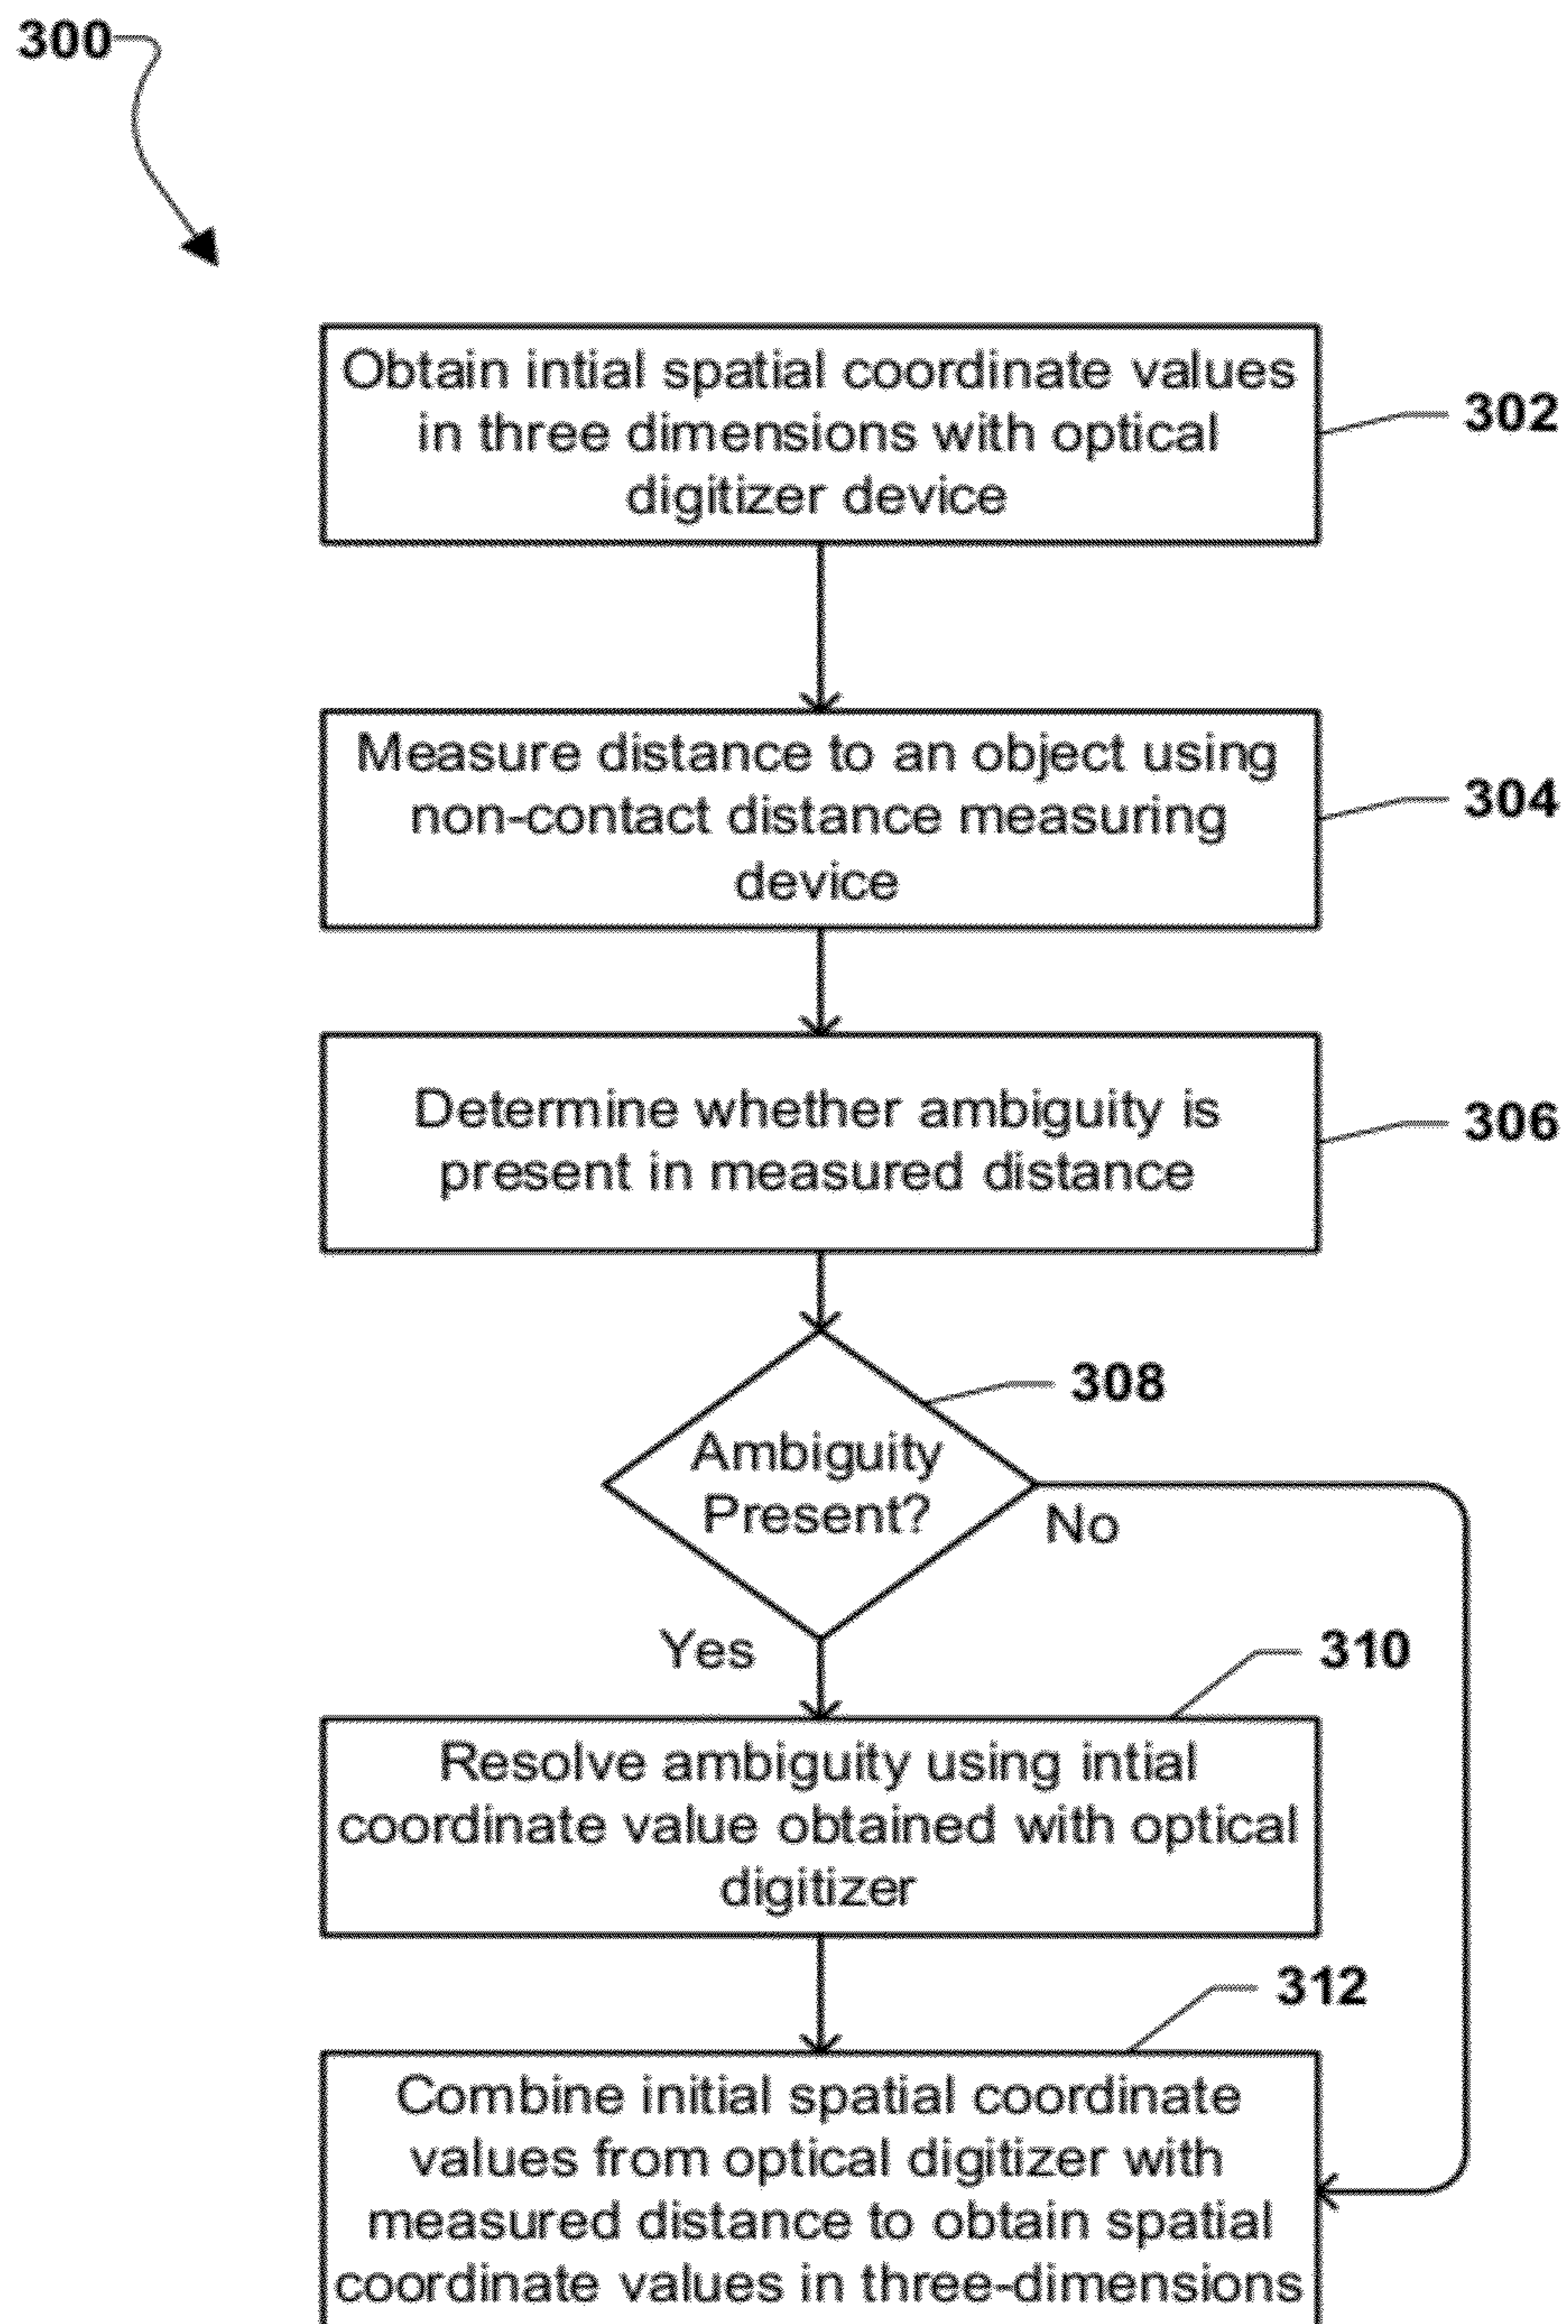 300
Obtain intial spatial coordinate values
in three dimensions with optical
digitizer device
302
Measure distance to an object using
non-contact distance measuring
device
304
Determine whether ambiguity is
present in measured distance
306
308
Ambiguity
Present?
No
Yes
310
Resolve ambiguity using intial
coordinate value obtained with optical
digitizer
312
Combine initial spatial coordinate
values from optical digitizer with
measured distance to obtain spatial
coordinate values in three-dimensions